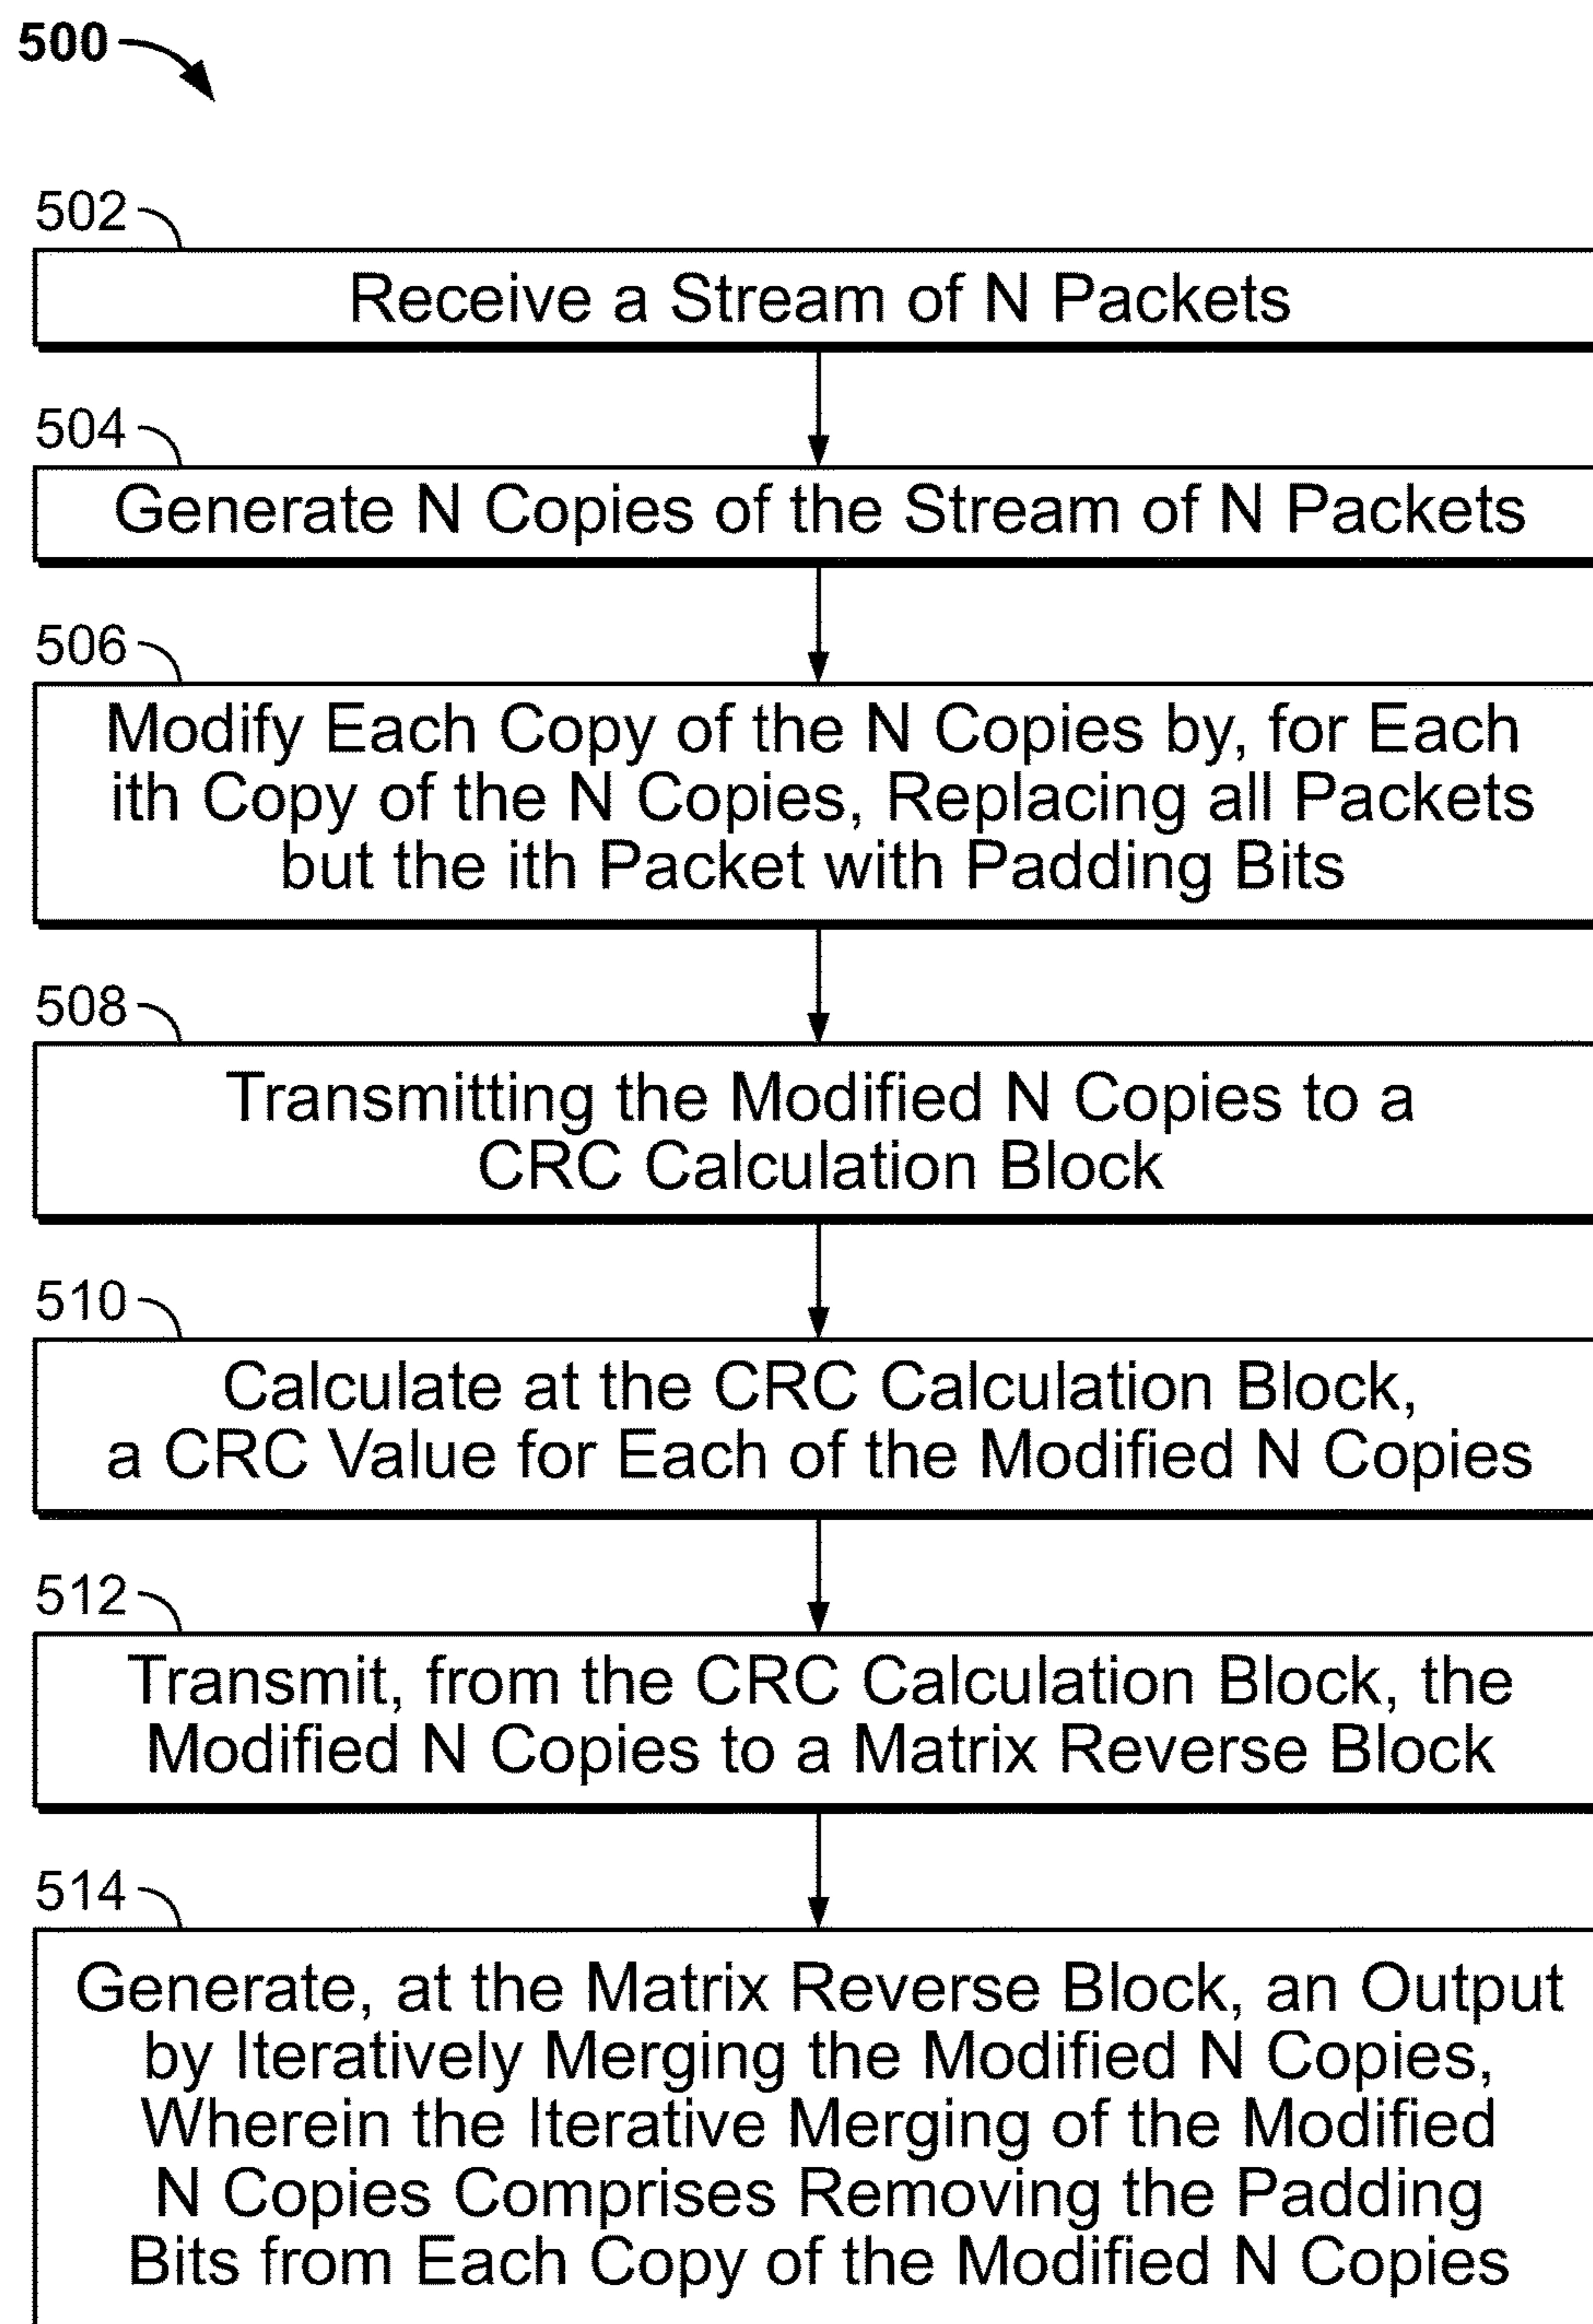 500
502
Receive a Stream of N Packets
504
Generate N Copies of the Stream of N Packets
506
Modify Each Copy of the N Copies by, for Each
ith Copy of the N Copies, Replacing all Packets
but the ith Packet with Padding Bits
508
Transmitting the Modified N Copies to a
CRC Calculation Block
510
Calculate at the CRC Calculation Block,
a CRC Value for Each of the Modified N Copies
512
Transmit, from the CRC Calculation Block, the
Modified N Copies to a Matrix Reverse Block
514
Generate, at the Matrix Reverse Block, an Output
by Iteratively Merging the Modified N Copies,
Wherein the Iterative Merging of the Modified
N Copies Comprises Removing the Padding
Bits from Each Copy of the Modified N Copies